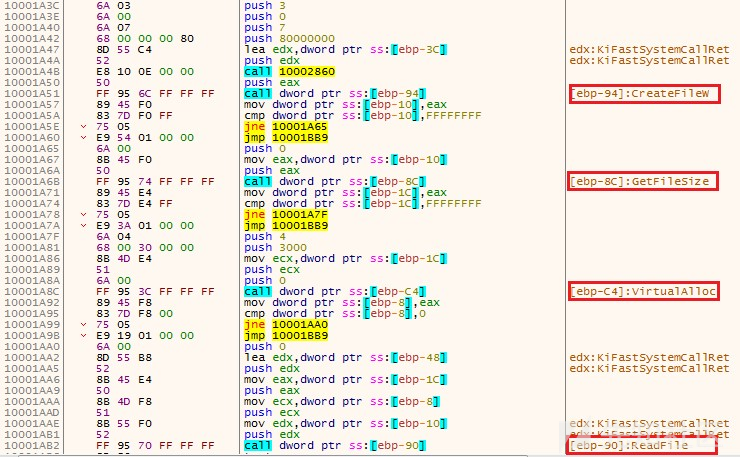 10001A3C 6A 03 push 3
10001A3E 6A 00 push 0
10001A40 6A 07 push 7
10001A42 68 00 00 00 80 push 80000000
10001A47 8D 55 C4 lea edx,dword ptr ss:[ebp-3C] edx:KiFastSystemCallRet
10001A4A 52 push edx edx:KiFastSystemCallRet
10001A4B E8 10 0E 00 00 call 10002860
10001A50 50 push eax
10001A51 FF 95 6C FF FF FF call dword ptr ss:[ebp-94] [ebp-94]:CreateFileW
10001A57 89 45 F0 mov dword ptr ss:[ebp-10],eax
10001A5A 83 7D F0 FF cmp dword ptr ss:[ebp-10],FFFFFFFF
10001A5E 75 05 jne 10001A65
10001A60 E9 54 01 00 00 jmp 10001BB9
10001A65 6A 00 push 0
10001A67 8B 45 F0 mov eax,dword ptr ss:[ebp-10]
10001A6A 50 push eax
10001A6B FF 95 74 FF FF FF call dword ptr ss:[ebp-8C] [ebp-8C]:GetFileSize
10001A71 89 45 E4 mov dword ptr ss:[ebp-1C],eax
10001A74 83 7D E4 FF cmp dword ptr ss:[ebp-1C],FFFFFFFF
10001A78 75 05 jne 10001A7F
10001A7A E9 3A 01 00 00 jmp 10001BB9
10001A7F 6A 04 push 4
10001A81 68 00 30 00 00 push 3000
10001A86 8B 4D E4 mov ecx,dword ptr ss:[ebp-1C]
10001A89 51 push ecx
10001A8A 6A 00 push 0
10001A8C FF 95 3C FF FF FF call dword ptr ss:[ebp-C4] [ebp-C4]:VirtualAlloc
10001A92 89 45 F8 mov dword ptr ss:[ebp-8],eax
10001A95 83 7D F8 00 cmp dword ptr ss:[ebp-8],0
10001A99 75 05 jne 10001AA0
10001A9B E9 19 01 00 00 jmp 10001BB9
10001AA0 6A 00 push 0
10001AA2 8D 55 B8 lea edx,dword ptr ss:[ebp-48] edx:KiFastSystemCallRet
10001AA5 52 push edx edx:KiFastSystemCallRet
10001AA6 8B 45 E4 mov eax,dword ptr ss:[ebp-1C]
10001AA9 50 push eax
10001AAA 8B 4D F8 mov ecx,dword ptr ss:[ebp-8]
10001AAD 51 push ecx
10001AAE 8B 55 F0 mov edx,dword ptr ss:[ebp-10] edx:KiFastSystemCallRet
10001AB1 52 push edx
10001AB2 FF 95 70 FF FF FF call dword ptr ss:[ebp-90] [ebp-90]:ReadFile